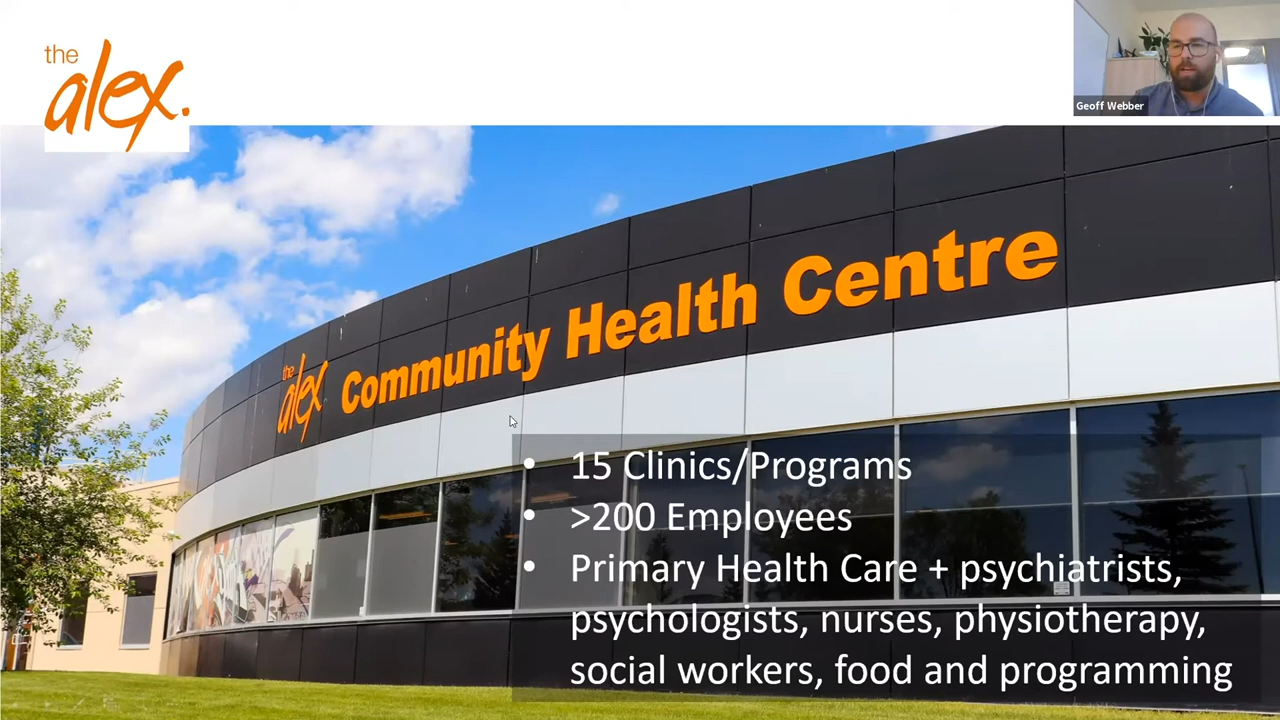 the
alex.
Geoff Webber
the
alex Community Health Centre
• 15 Clinics/Programs
• >200 Employees
• Primary Health Care + psychiatrists,
psychologists, nurses, physiotherapy,
social workers, food and programming